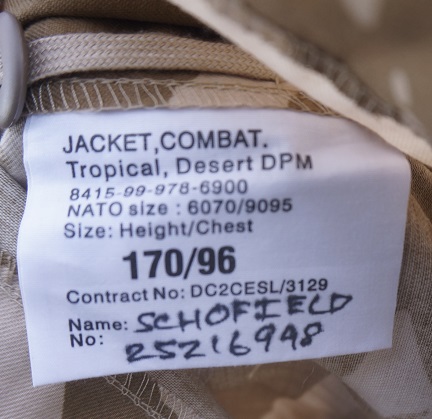 JACKET,COMBAT.
Tropical, Desert DPM
8415-99-978-6900
NATO size : 6070/9095
Size: Height/Chest
170/96
Contract No: DC2CESL/3129
Name: SCHOFIELD
No: 25216948